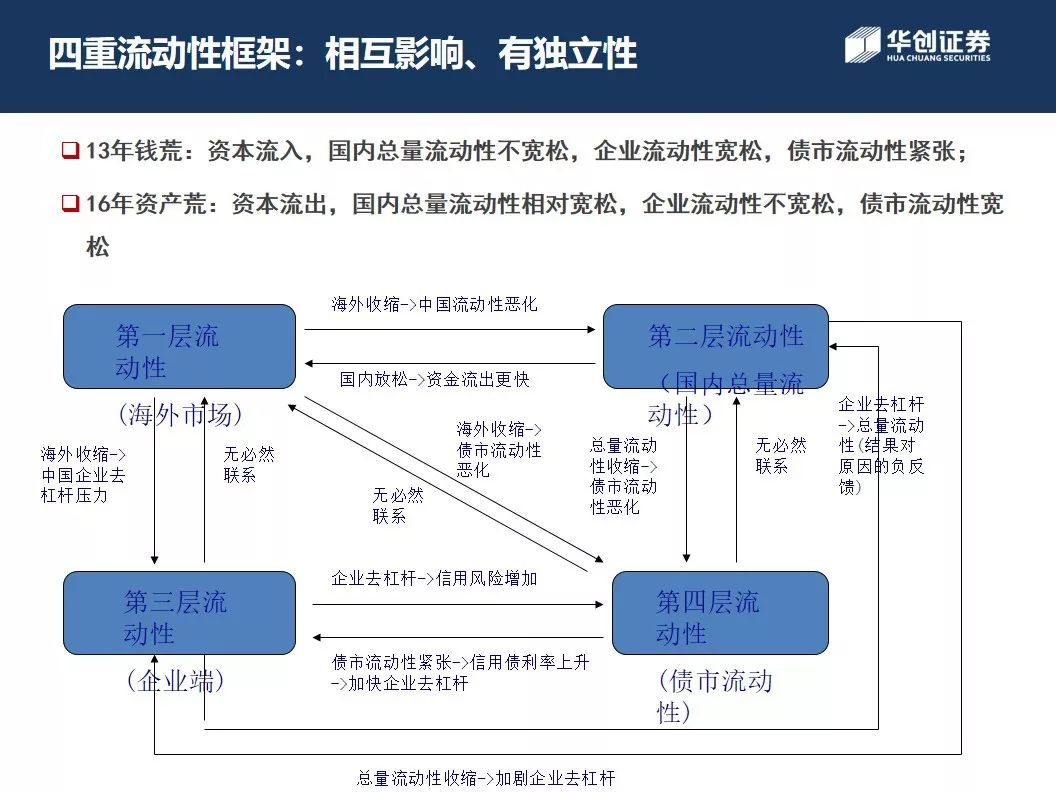 四重流动性框架：相互影响、有独立性
华创证券
HUA CHUANG SECURITIES
13年钱荒：资本流入，国内总量流动性不宽松，企业流动性宽松，债市流动性紧张；
16年资产荒：资本流出，国内总量流动性相对宽松，企业流动性不宽松，债市流动性宽
松
海外收缩->中国流动性恶化
第一层流
动性
(海外市场)
第二层流动性
（国内总量流
动性）
国内放松->资金流出更快
海外收缩->
中国企业去
杠杆压力
无必然
联系
海外收缩->
债市流动性
恶化
无必然
联系
总量流动
性收缩->
债市流动
性恶化
无必然
联系
企业去杠杆
->总量流动
性(结果对
原因的负反
馈)
第三层流
动性
(企业端)
企业去杠杆->信用风险增加
第四层流
动性
(债市流动
性)
债市流动性紧张->信用债利率上升
->加快企业去杠杆
总量流动性收缩->加剧企业去杠杆